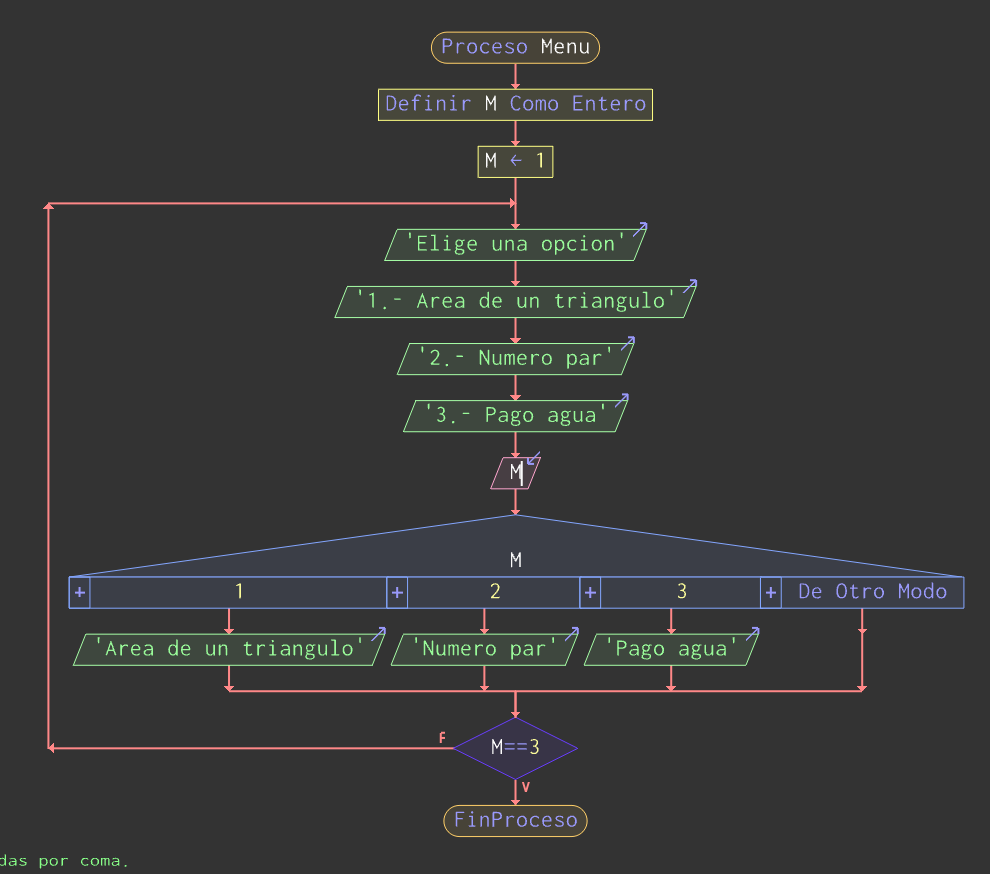 Proceso Menu
Definir M Como Entero
M ← 1
'Elige una opcion'
'1.- Area de un triangulo'
'2.- Numero par'
'3.- Pago agua'
M
M
+ 1 + 2 + 3 + De Otro Modo
'Area de un triangulo' 'Numero par' 'Pago agua'
F
M==3
V
FinProceso
das por coma.